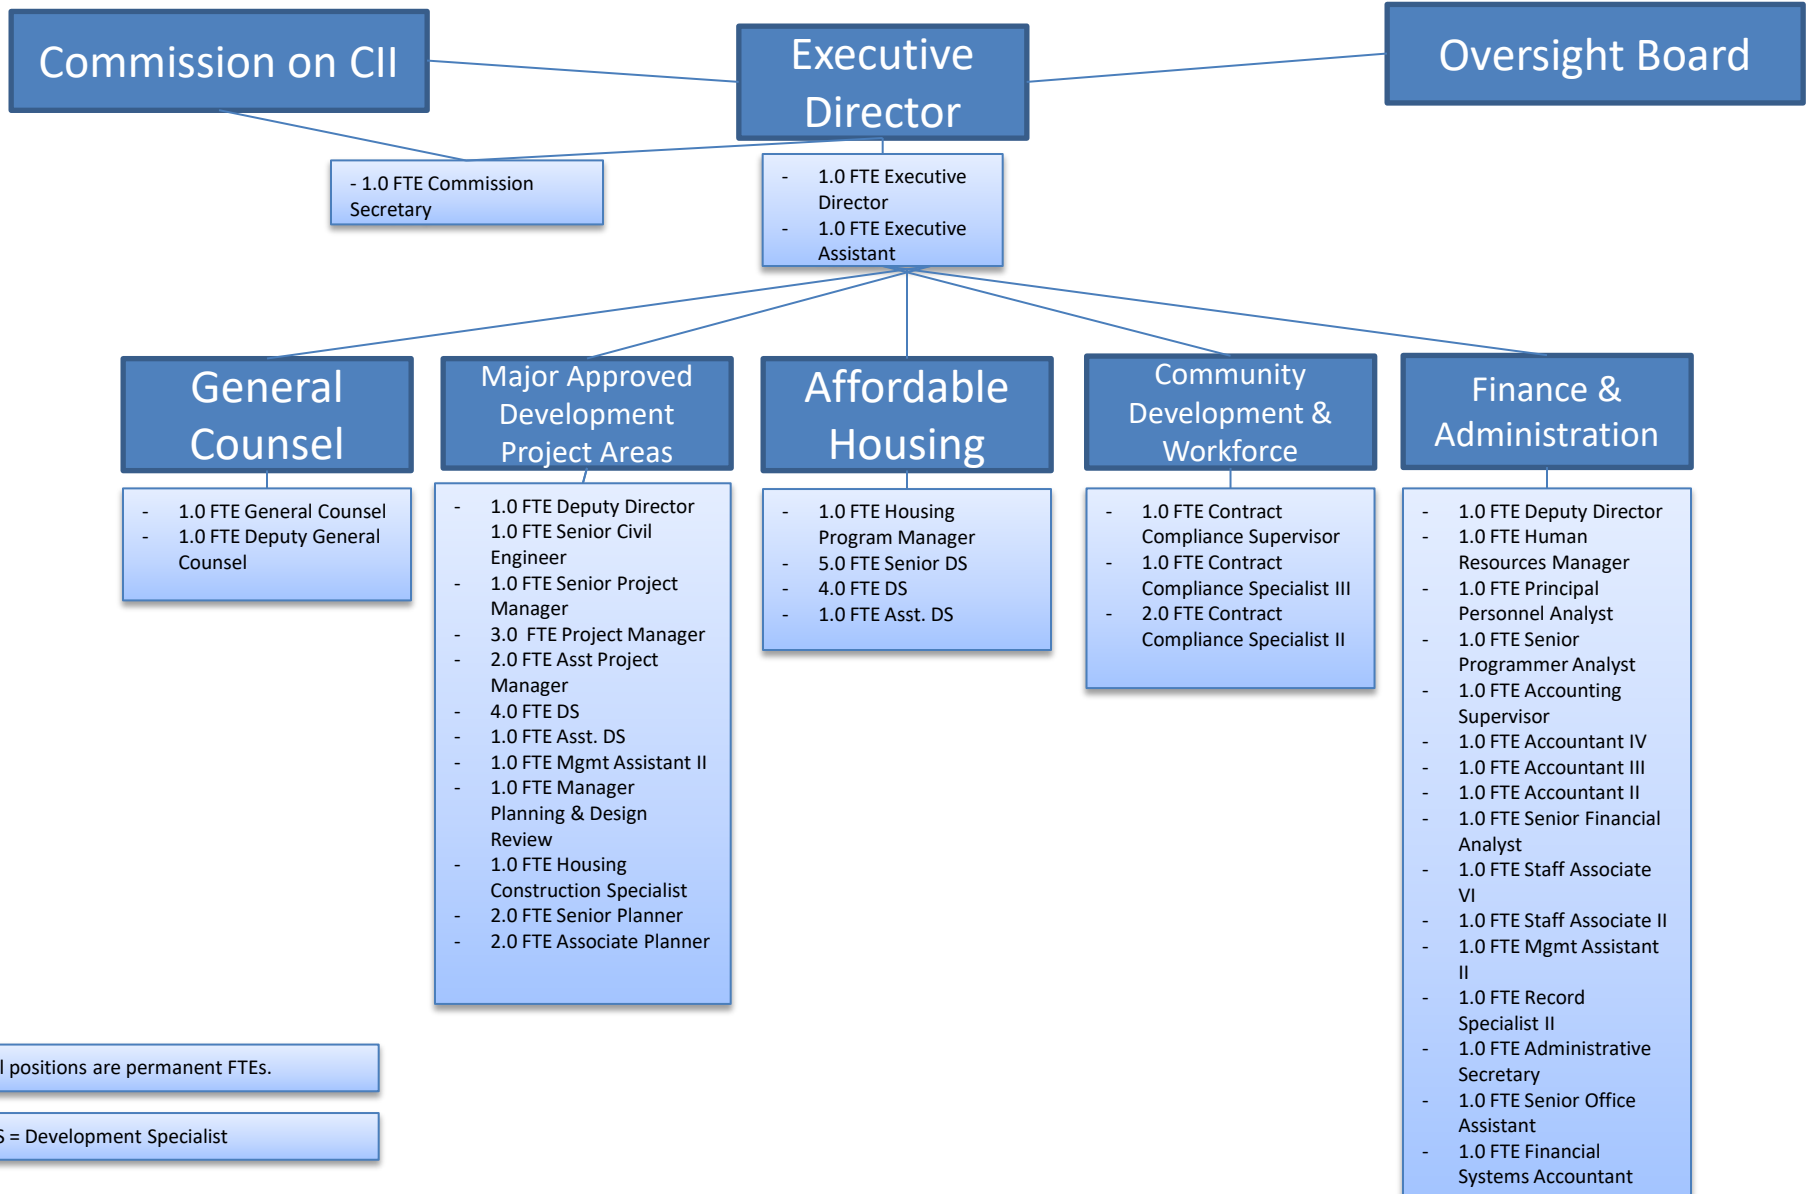 Commission on CII
Executive
Director
Oversight Board
- 1.0 FTE Commission
Secretary
- 1.0 FTE Executive
Director
- 1.0 FTE Executive
Assistant
General
Counsel
- 1.0 FTE General Counsel
- 1.0 FTE Deputy General
Counsel
Major Approved
Development
Project Areas
- 1.0 FTE Deputy Director
1.0 FTE Senior Civil
Engineer
- 1.0 FTE Senior Project
Manager
- 3.0 FTE Project Manager
- 2.0 FTE Asst Project
Manager
- 4.0 FTE DS
- 1.0 FTE Asst. DS
- 1.0 FTE Mgmt Assistant II
- 1.0 FTE Manager
Planning & Design
Review
- 1.0 FTE Housing
Construction Specialist
- 2.0 FTE Senior Planner
- 2.0 FTE Associate Planner
Affordable
Housing
- 1.0 FTE Housing
Program Manager
- 5.0 FTE Senior DS
- 4.0 FTE DS
- 1.0 FTE Asst. DS
Community
Development &
Workforce
- 1.0 FTE Contract
Compliance Supervisor
- 1.0 FTE Contract
Compliance Specialist III
- 2.0 FTE Contract
Compliance Specialist II
Finance &
Administration
- 1.0 FTE Deputy Director
- 1.0 FTE Human
Resources Manager
- 1.0 FTE Principal
Personnel Analyst
- 1.0 FTE Senior
Programmer Analyst
- 1.0 FTE Accounting
Supervisor
- 1.0 FTE Accountant IV
- 1.0 FTE Accountant III
- 1.0 FTE Accountant II
- 1.0 FTE Senior Financial
Analyst
- 1.0 FTE Staff Associate
VI
- 1.0 FTE Staff Associate II
- 1.0 FTE Mgmt Assistant
II
- 1.0 FTE Record
Specialist II
- 1.0 FTE Administrative
Secretary
- 1.0 FTE Senior Office
Assistant
- 1.0 FTE Financial
Systems Accountant
positions are permanent FTEs.
= Development Specialist